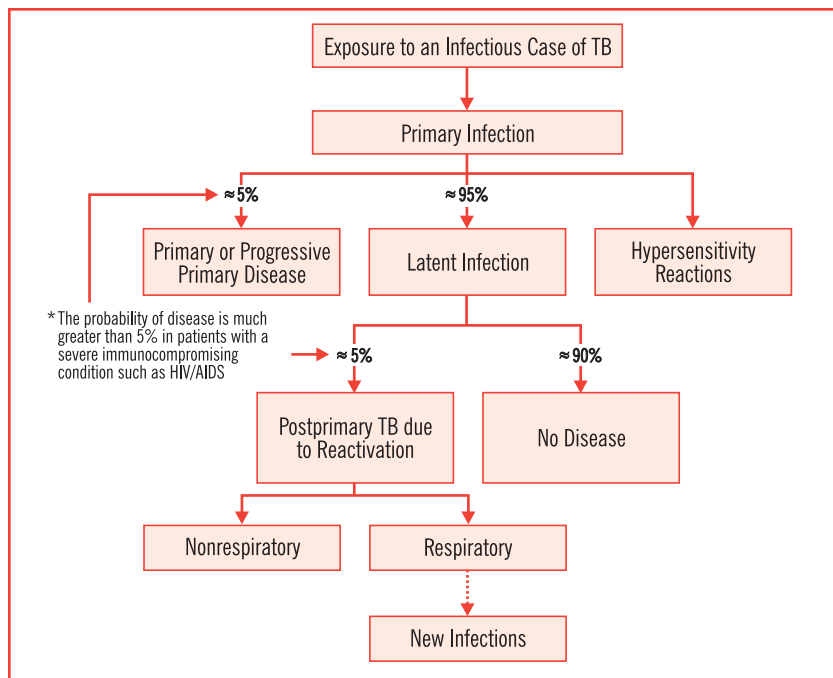 Exposure to an Infectious Case of TB
Primary Infection
≈5%
≈95%
Primary or Progressive
Primary Disease
Latent Infection
Hypersensitivity
Reactions
* The probability of disease is much
greater than 5% in patients with a
severe immunocompromising
condition such as HIV/AIDS
≈5%
≈90%
Postprimary TB due
to Reactivation
No Disease
Nonrespiratory
Respiratory
New Infections